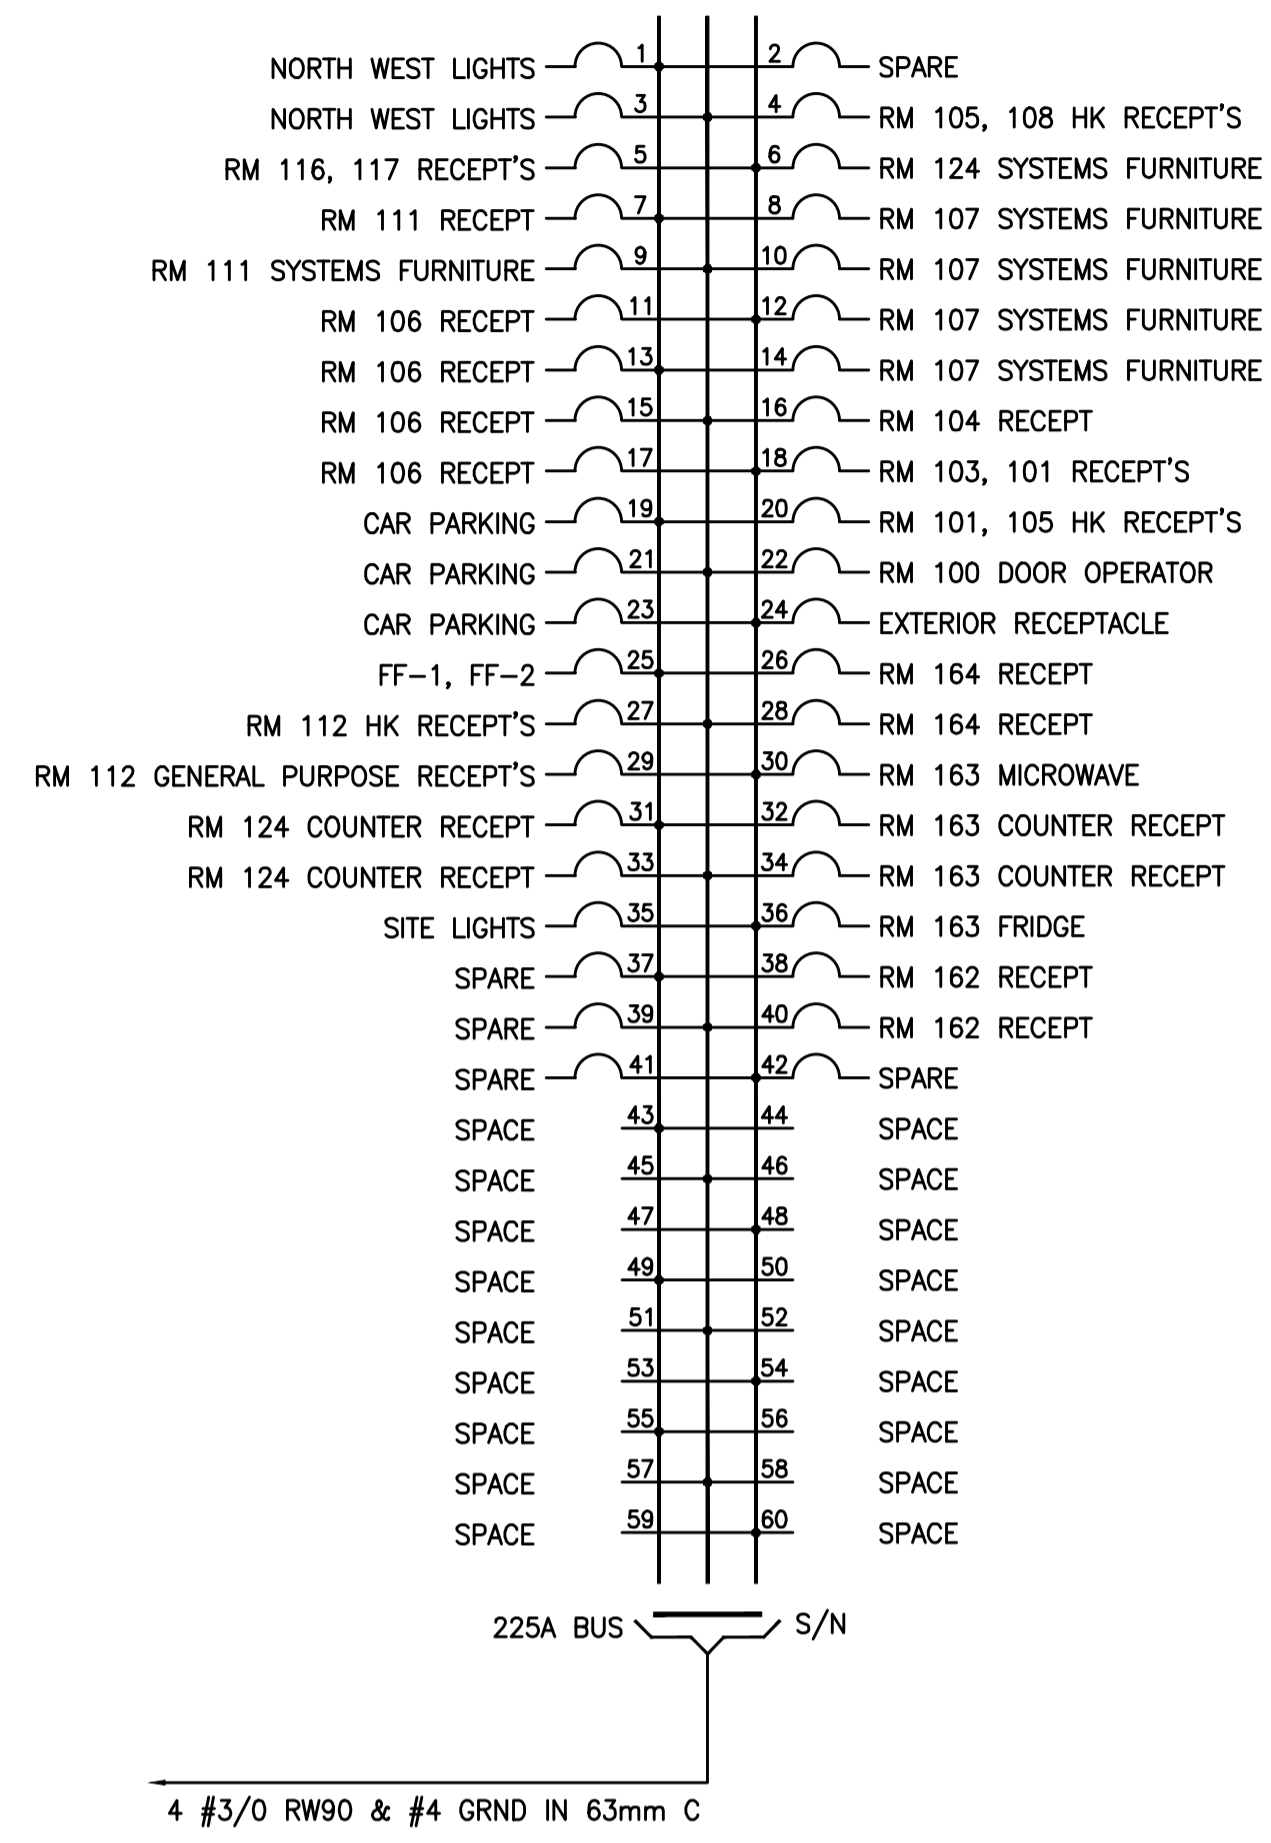 NORTH WEST LIGHTS 1 2 SPARE
NORTH WEST LIGHTS 3 4 RM 105, 108 HK RECEPT'S
RM 116, 117 RECEPT'S 5 6 RM 124 SYSTEMS FURNITURE
RM 111 RECEPT 7 8 RM 107 SYSTEMS FURNITURE
RM 111 SYSTEMS FURNITURE 9 10 RM 107 SYSTEMS FURNITURE
RM 106 RECEPT 11 12 RM 107 SYSTEMS FURNITURE
RM 106 RECEPT 13 14 RM 107 SYSTEMS FURNITURE
RM 106 RECEPT 15 16 RM 104 RECEPT
RM 106 RECEPT 17 18 RM 103, 101 RECEPT'S
CAR PARKING 19 20 RM 101, 105 HK RECEPT'S
CAR PARKING 21 22 RM 100 DOOR OPERATOR
CAR PARKING 23 24 EXTERIOR RECEPTACLE
FF-1, FF-2 25 26 RM 164 RECEPT
RM 112 HK RECEPT'S 27 28 RM 164 RECEPT
RM 112 GENERAL PURPOSE RECEPT'S 29 30 RM 163 MICROWAVE
RM 124 COUNTER RECEPT 31 32 RM 163 COUNTER RECEPT
RM 124 COUNTER RECEPT 33 34 RM 163 COUNTER RECEPT
SITE LIGHTS 35 36 RM 163 FRIDGE
SPARE 37 38 RM 162 RECEPT
SPARE 39 40 RM 162 RECEPT
SPARE 41 42 SPARE
SPACE 43 44 SPACE
SPACE 45 46 SPACE
SPACE 47 48 SPACE
SPACE 49 50 SPACE
SPACE 51 52 SPACE
SPACE 53 54 SPACE
SPACE 55 56 SPACE
SPACE 57 58 SPACE
SPACE 59 60 SPACE
225A BUS S/N
4 #3/0 RW90 & #4 GRND IN 63mm C